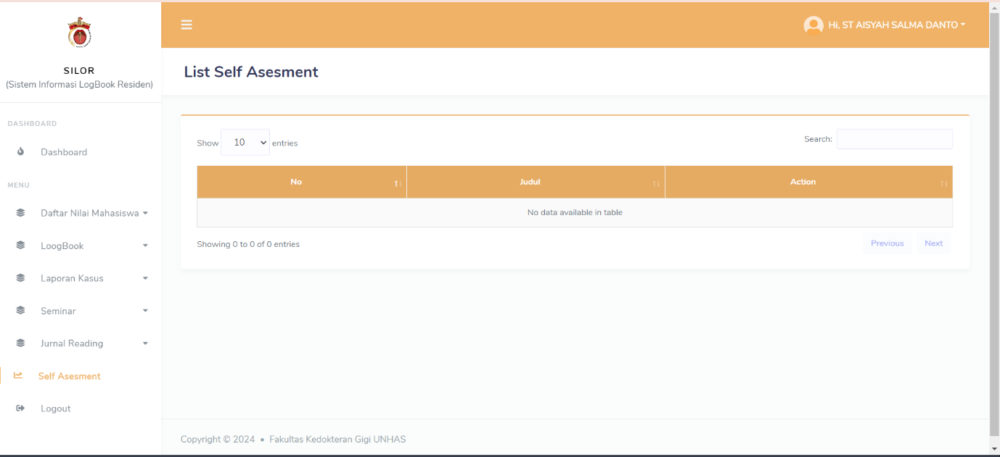 Hi, ST AISYAH SALMA DANTO
SILOR
(Sistem Informasi LogBook Residen)
DASHBOARD
Dashboard
MENU
Daftar Nilai Mahasiswa
LoogBook
Laporan Kasus
Seminar
Jurnal Reading
Self Asesment
Logout
List Self Asesment
Show 10 entries
Search:
No Judul Action
No data available in table
Showing 0 to 0 of 0 entries
Previous Next
Copyright © 2024 • Fakultas Kedokteran Gigi UNHAS